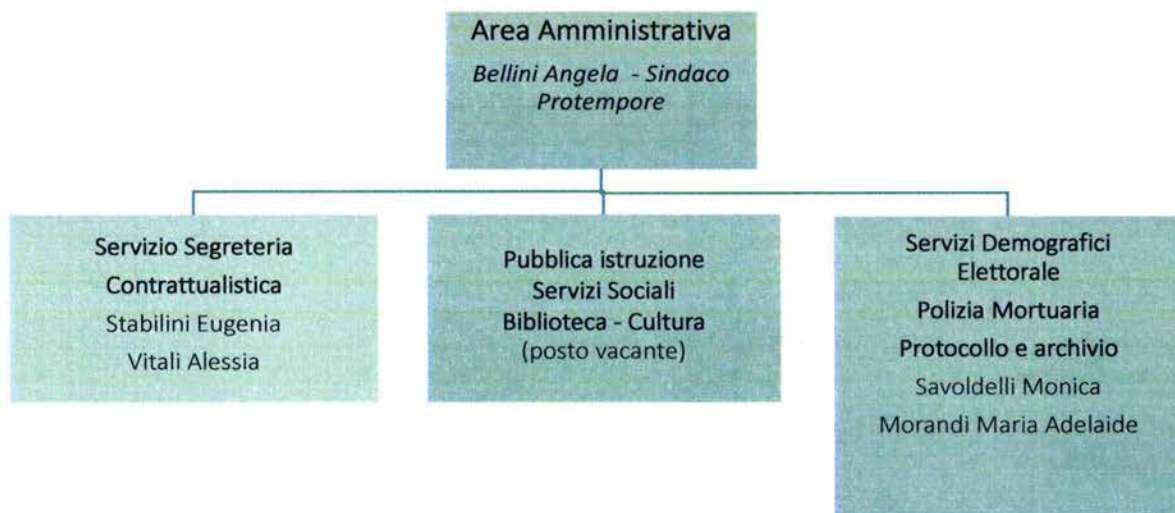 Area Amministrativa
Bellini Angela - Sindaco
Protempore
Servizio Segreteria
Contrattualistica
Stabilini Eugenia
Vitali Alessia
Pubblica istruzione
Servizi Sociali
Biblioteca - Cultura
(posto vacante)
Servizi Demografici
Elettorale
Polizia Mortuaria
Protocollo e archivio
Savoldelli Monica
Morandi Maria Adelaide